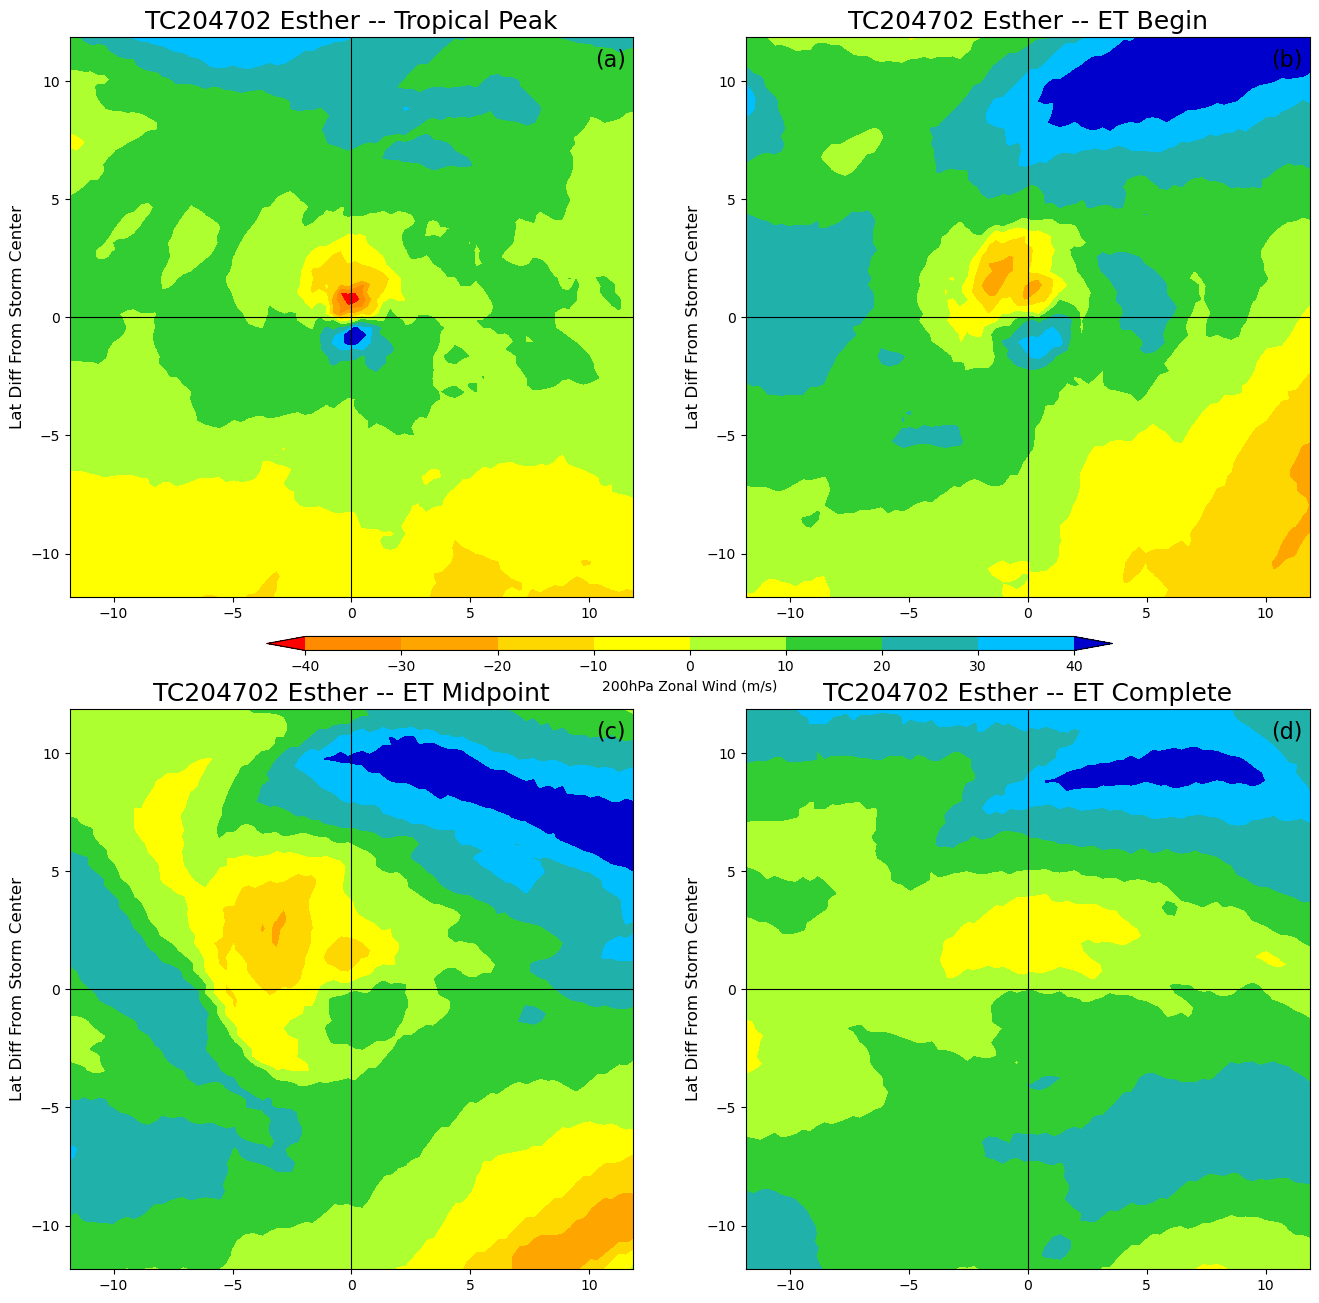 TC204702 Esther -- Tropical Peak
TC204702 Esther -- ET Begin
(a)
(b)
Lat Diff From Storm Center
Lat Diff From Storm Center
10
5
0
−5
−10
10
5
0
−5
−10
−10 −5 0 5 10
−10 −5 0 5 10
−40 −30 −20 −10 0 10 20 30 40
200hPa Zonal Wind (m/s)
TC204702 Esther -- ET Midpoint
TC204702 Esther -- ET Complete
(c)
(d)
Lat Diff From Storm Center
Lat Diff From Storm Center
10
5
0
−5
−10
10
5
0
−5
−10
−10 −5 0 5 10
−10 −5 0 5 10